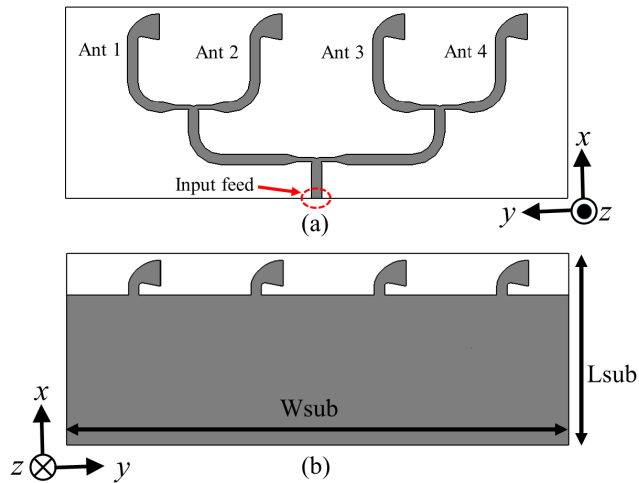 Ant 1
Ant 2
Ant 3
Ant 4
Input feed
x
y
z
(a)
Lsub
Wsub
x
z
y
(b)